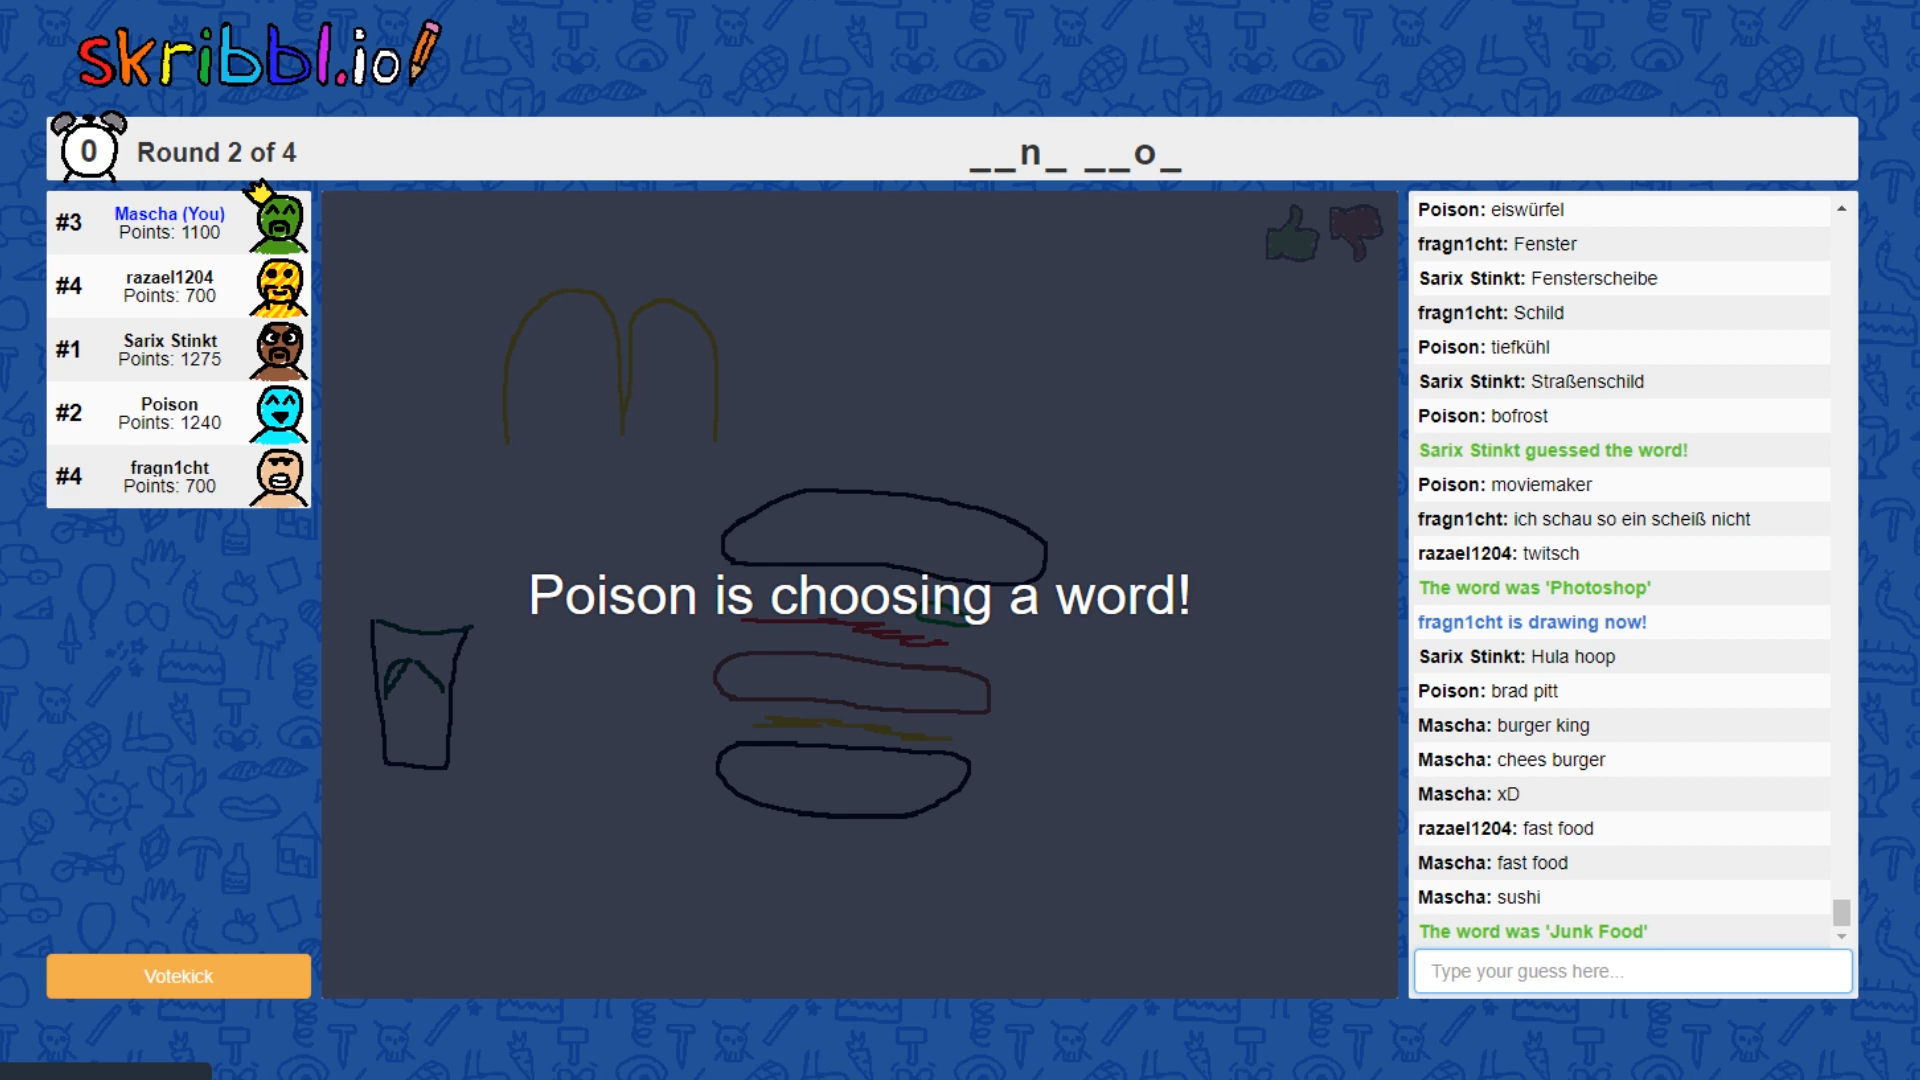 skribbl.io
0
Round 2 of 4
__n_ __o_
#3
Mascha (You)
Points: 1100
#4
razael1204
Points: 700
#1
Sarix Stinkt
Points: 1275
#2
Poison
Points: 1240
#4
fragn1cht
Points: 700
Votekick
Poison is choosing a word!
Poison: eiswürfel
fragn1cht: Fenster
Sarix Stinkt: Fensterscheibe
fragn1cht: Schild
Poison: tiefkühl
Sarix Stinkt: Straßenschild
Poison: bofrost
Sarix Stinkt guessed the word!
Poison: moviemaker
fragn1cht: ich schau so ein scheiß nicht
razael1204: twitsch
The word was 'Photoshop'
fragn1cht is drawing now!
Sarix Stinkt: Hula hoop
Poison: brad pitt
Mascha: burger king
Mascha: chees burger
Mascha: xD
razael1204: fast food
Mascha: fast food
Mascha: sushi
The word was 'Junk Food'
Type your guess here...